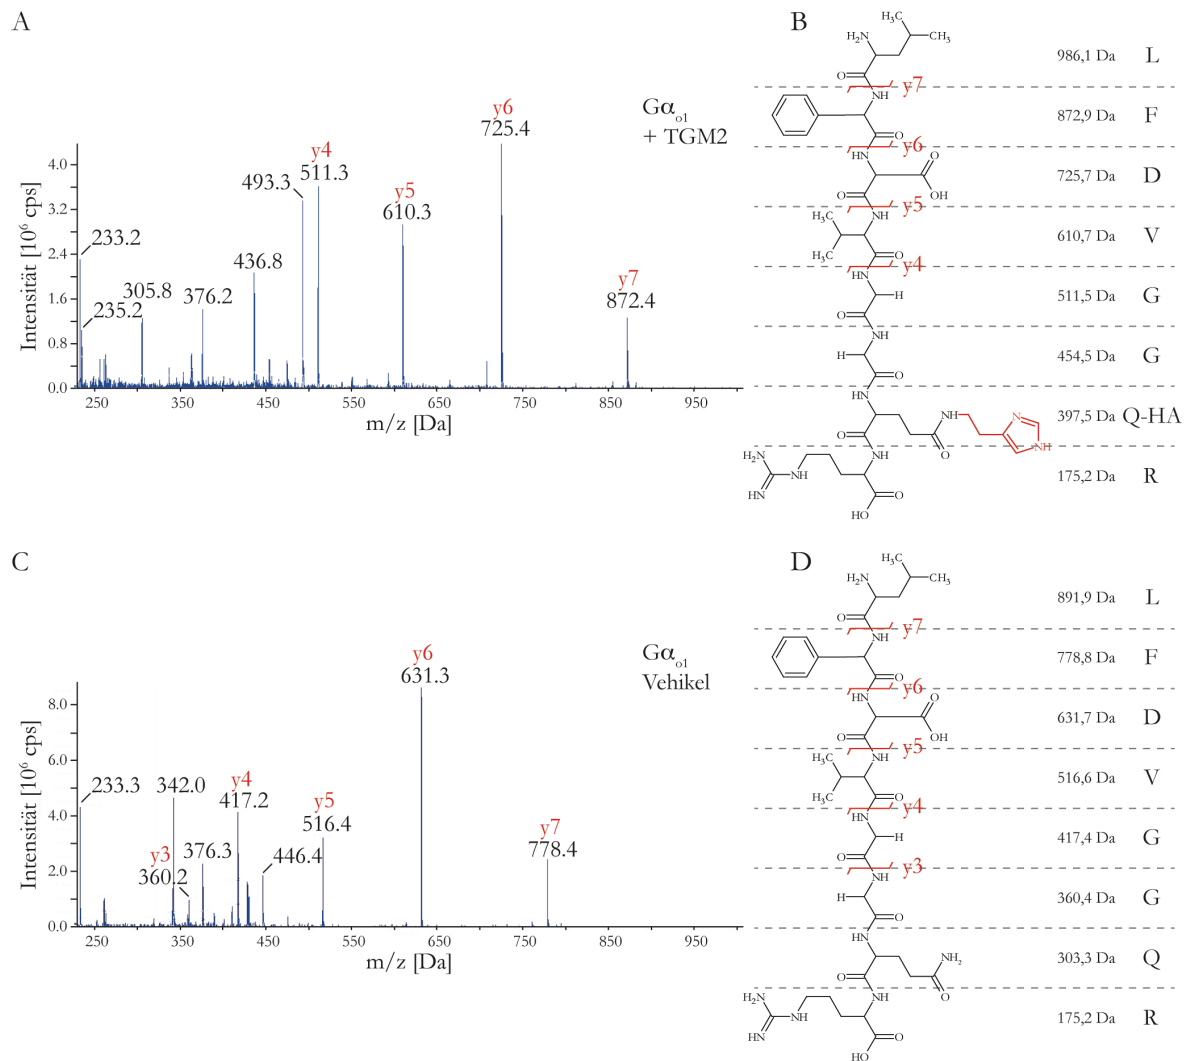 A
Gα o1
+ TGM2
Intensität [10⁶ cps]
4.0
3.2
2.4
1.6
0.8
0.0
233.2
235.2
305.8
376.2
436.8
493.3
y4
511.3
y5
610.3
y6
725.4
y7
872.4
250 350 450 550 650 750 850 950
m/z [Da]
B
H₃C
CH₃
H₂N
O
986,1 Da L
y7
NH
872,9 Da F
O
y6
HN
O
725,7 Da D
OH
O
y5
H₃C
NH
610,7 Da V
H₃C
O
y4
HN
H
511,5 Da G
O
NH
H
454,5 Da G
O
HN
397,5 Da Q-HA
NH
N
NH
O
O
H₂N
NH
NH
175,2 Da R
IN
O
HO
C
Gα o1
Vehikel
Intensität [10⁶ cps]
8.0
6.0
4.0
2.0
0.0
233.3
342.0
y3
360.2
376.3
y4
417.2
446.4
y5
516.4
y6
631.3
y7
778.4
250 350 450 550 650 750 850 950
m/z [Da]
D
H₃C
CH₃
H₂N
O
891,9 Da L
y7
NH
778,8 Da F
O
y6
HN
O
631,7 Da D
OH
O
y5
H₃C
NH
516,6 Da V
H₃C
O
y4
HN
H
417,4 Da G
O
y3
NH
H
360,4 Da G
O
HN
303,3 Da Q
NH₂
O
O
H₂N
NH
NH
175,2 Da R
IN
O
HO